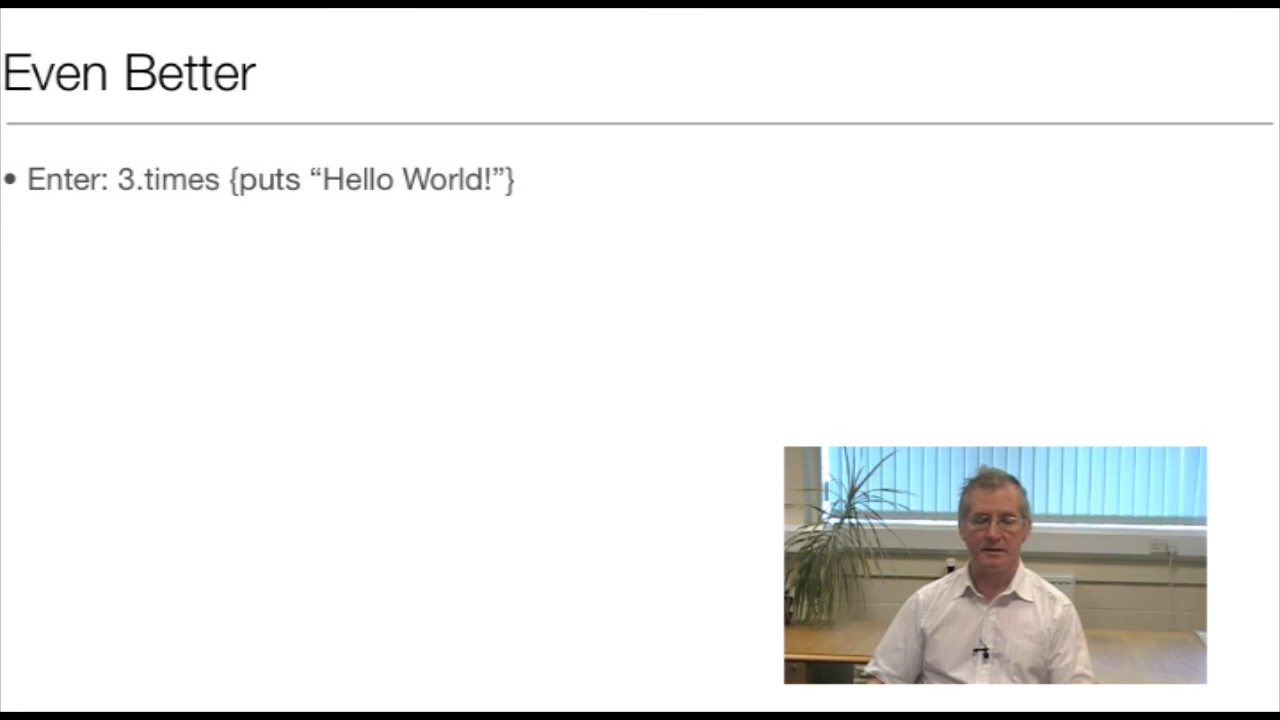 Even Better
• Enter: 3.times {puts “Hello World!”}